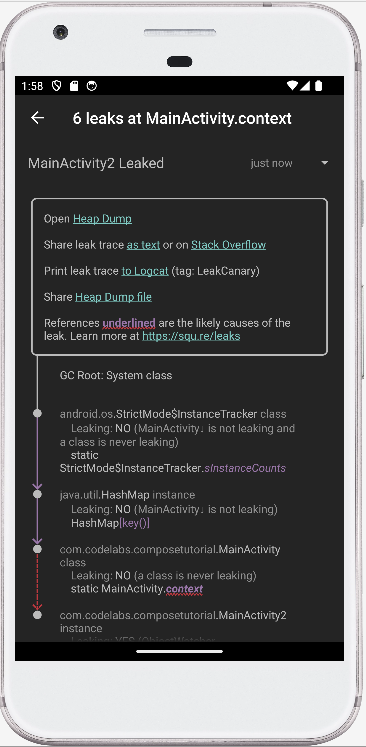 1:58
6 leaks at MainActivity.context
MainActivity2 Leaked
just now
Open Heap Dump
Share leak trace as text or on Stack Overflow
Print leak trace to Logcat (tag: LeakCanary)
Share Heap Dump file
References underlined are the likely causes of the
leak. Learn more at https://squ.re/leaks
GC Root: System class
android.os.StrictMode$InstanceTracker class
Leaking: NO (MainActivity↓ is not leaking and
a class is never leaking)
static
StrictMode$InstanceTracker.sInstanceCounts
java.util.HashMap instance
Leaking: NO (MainActivity↓ is not leaking)
HashMap[key()]
com.codelabs.composetutorial.MainActivity
class
Leaking: NO (a class is never leaking)
static MainActivity.context
com.codelabs.composetutorial.MainActivity2
instance
Leaking: YES (ObjectWatcher